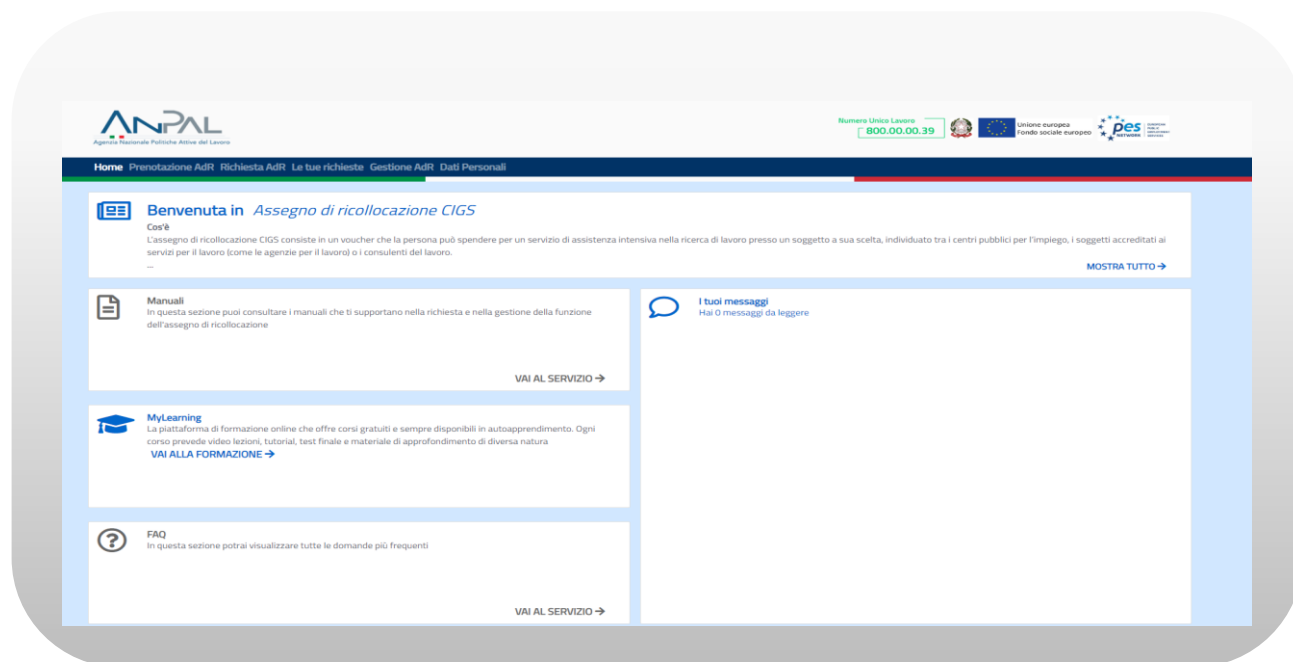 ANPAL
Agenzia Nazionale Politiche Attive del Lavoro
Numero Unico Lavoro
800.00.00.39
Unione europea
Fondo sociale europeo
pes
NETWORK
EUROPEAN
PUBLIC
EMPLOYMENT
SERVICES
Home Prenotazione AdR Richiesta AdR Le tue richieste Gestione AdR Dati Personali
Benvenuta in Assegno di ricollocazione CIGS
Cos'è
L'assegno di ricollocazione CIGS consiste in un voucher che la persona può spendere per un servizio di assistenza intensiva nella ricerca di lavoro presso un soggetto a sua scelta, individuato tra i centri pubblici per l'impiego, i soggetti accreditati ai
servizi per il lavoro (come le agenzie per il lavoro) o i consulenti del lavoro.
...
MOSTRA TUTTO →
Manuali
In questa sezione puoi consultare i manuali che ti supportano nella richiesta e nella gestione della funzione
dell'assegno di ricollocazione
VAI AL SERVIZIO →
I tuoi messaggi
Hai 0 messaggi da leggere
MyLearning
La piattaforma di formazione online che offre corsi gratuiti e sempre disponibili in autoapprendimento. Ogni
corso prevede video lezioni, tutorial, test finale e materiale di approfondimento di diversa natura
VAI ALLA FORMAZIONE →
FAQ
In questa sezione potrai visualizzare tutte le domande più frequenti
VAI AL SERVIZIO →